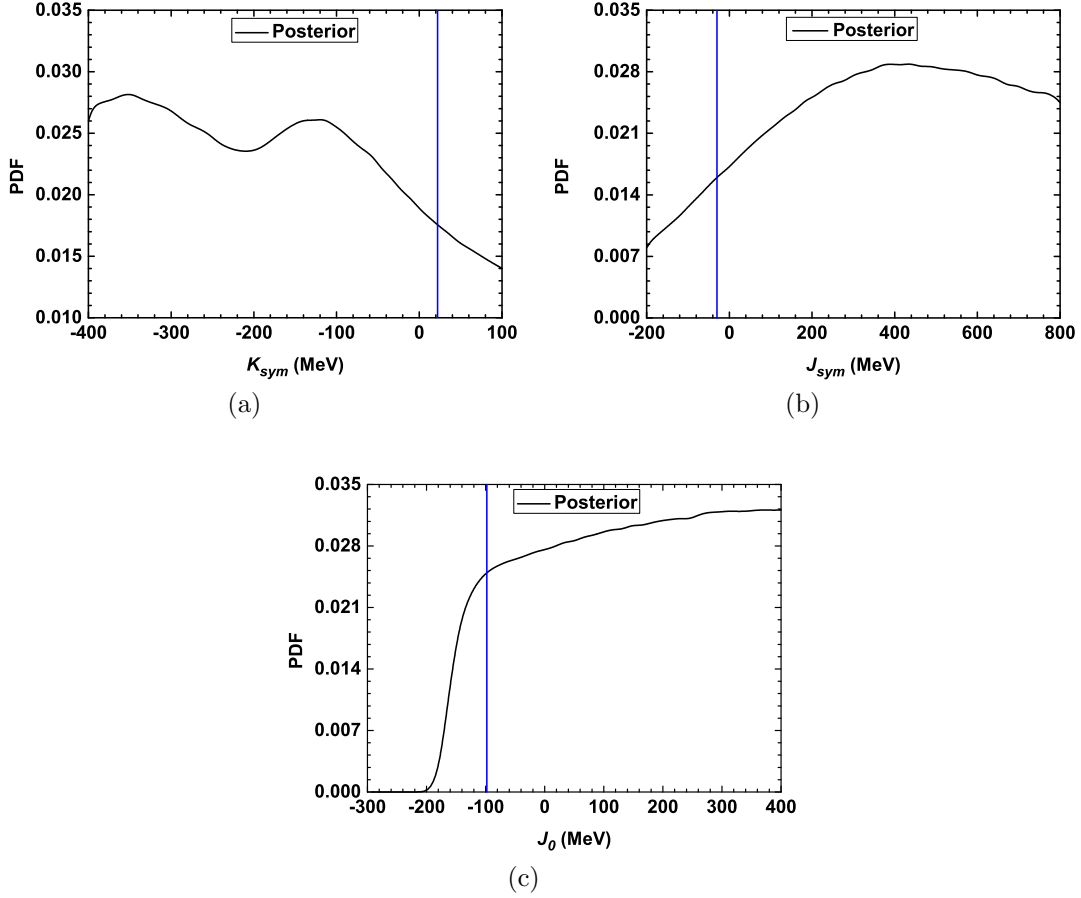 Posterior
0.035
0.030
0.025
0.020
0.015
0.010
PDF
-400 -300 -200 -100 0 100
K_sym (MeV)
(a)
Posterior
0.035
0.028
0.021
0.014
0.007
0.000
PDF
-200 0 200 400 600 800
J_sym (MeV)
(b)
Posterior
0.035
0.028
0.021
0.014
0.007
0.000
PDF
-300 -200 -100 0 100 200 300 400
J_0 (MeV)
(c)